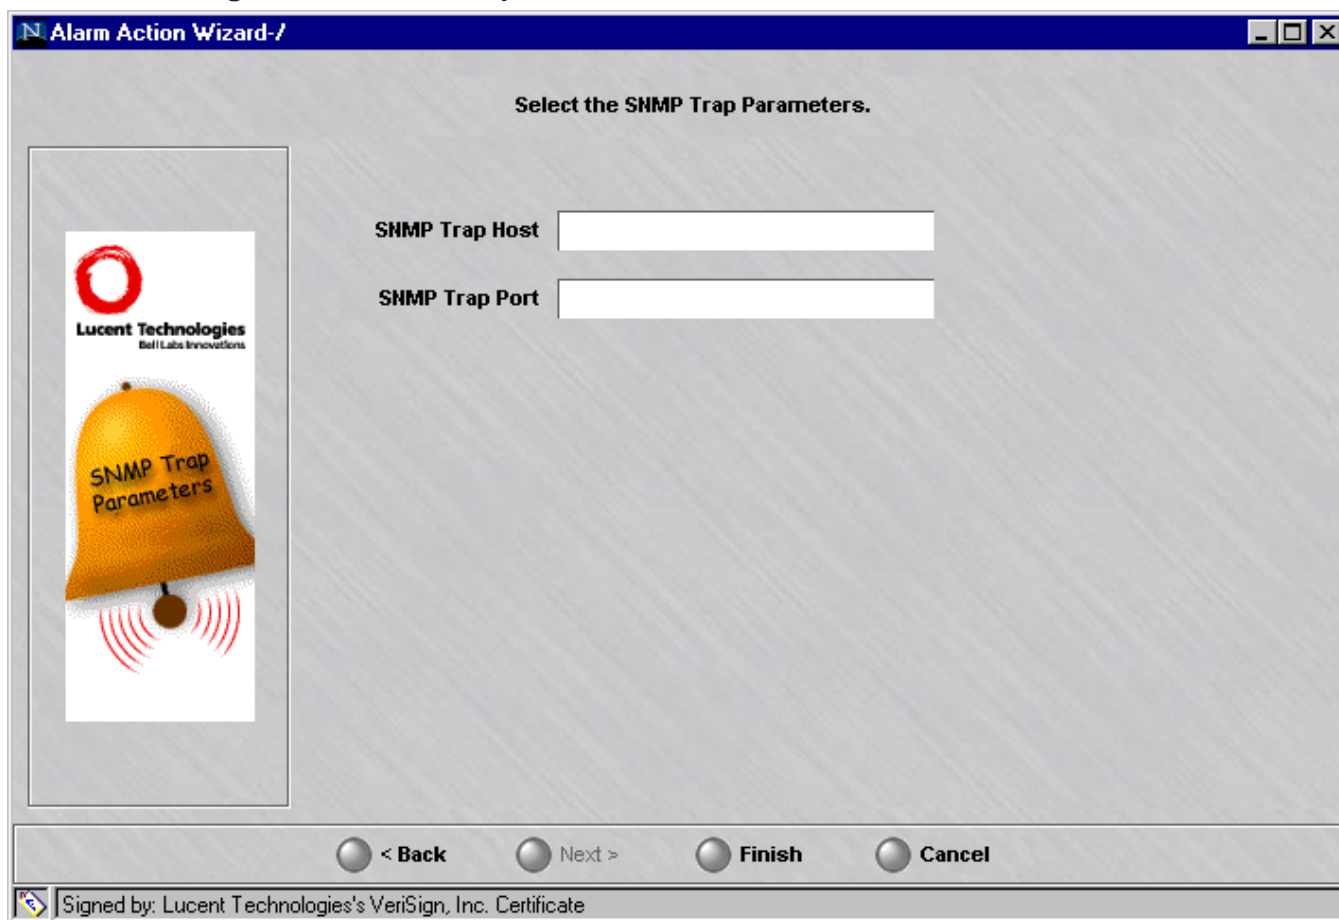 Alarm Action Wizard-/
Select the SNMP Trap Parameters.
SNMP Trap Host
SNMP Trap Port
Lucent Technologies
Bell Labs Innovations
SNMP Trap
Parameters
< Back Next > Finish Cancel
Signed by: Lucent Technologies's VeriSign, Inc. Certificate